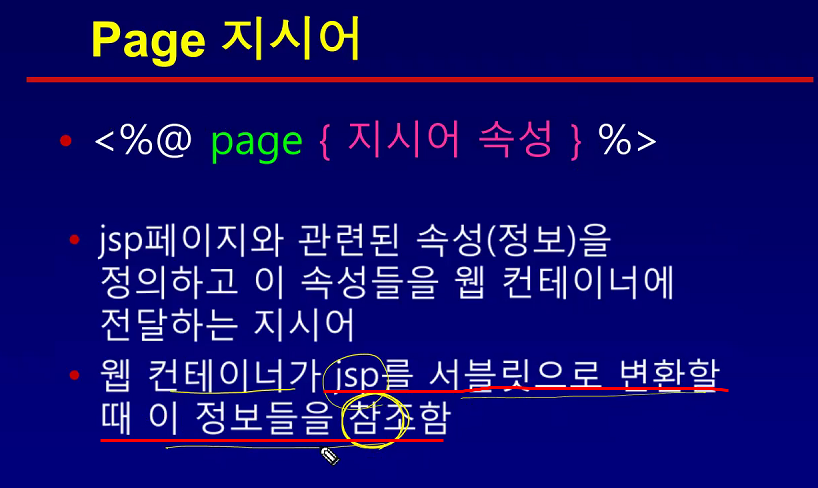 Page 지시어
<%@ page { 지시어 속성 } %>
jsp페이지와 관련된 속성(정보)을
정의하고 이 속성들을 웹 컨테이너에
전달하는 지시어
웹 컨테이너가 jsp를 서블릿으로 변환할
때 이 정보들을 참조함